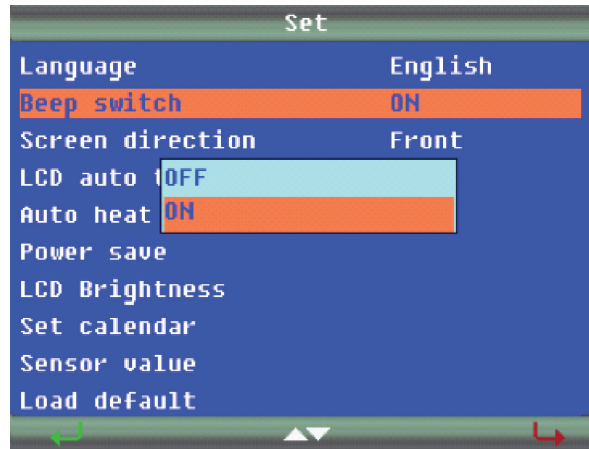 Set
Language English
Beep switch ON
Screen direction Front
LCD auto
OFF
Auto heat
ON
Power save
LCD Brightness
Set calendar
Sensor value
Load default